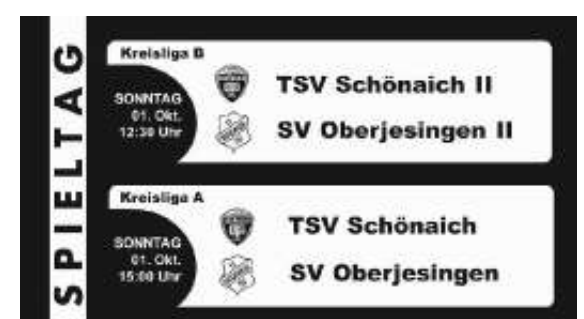 SPIELTAG
Kreisliga B
SONNTAG
01. Okt.
12:30 Uhr
TSV Schönaich II
SV Oberjesingen II
Kreisliga A
SONNTAG
01. Okt.
15:00 Uhr
TSV Schönaich
SV Oberjesingen